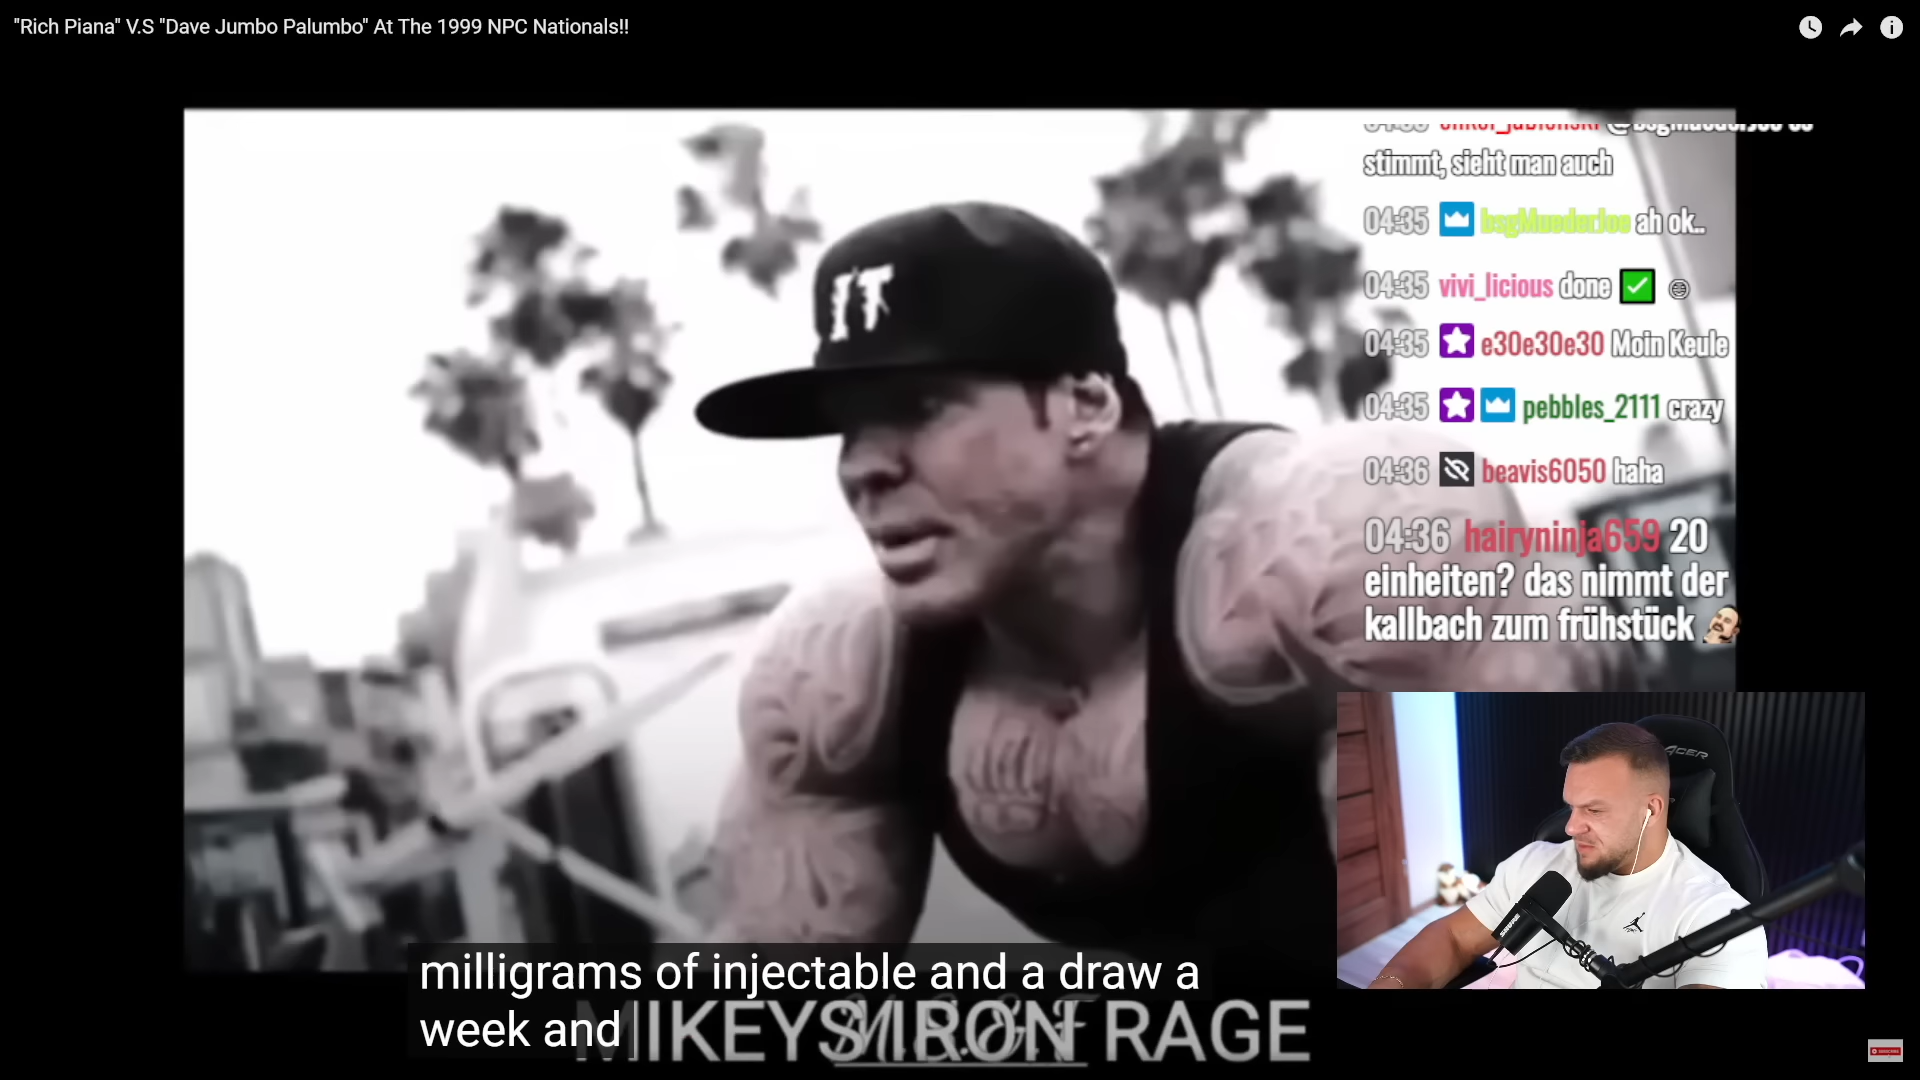 "Rich Piana" V.S "Dave Jumbo Palumbo" At The 1999 NPC Nationals!!
stimmt, sieht man auch
04:35 bsgMuederJoe ah ok..
04:35 vivi_licious done
04:35 e30e30e30 Moin Keule
04:35 pebbles_2111 crazy
04:36 beavis6050 haha
04:36 hairyninja659 20
einheiten? das nimmt der
kallbach zum frühstück
IT
ACER
SHURE
milligrams of injectable and a draw a
week and
MIKEYS IRON RAGE